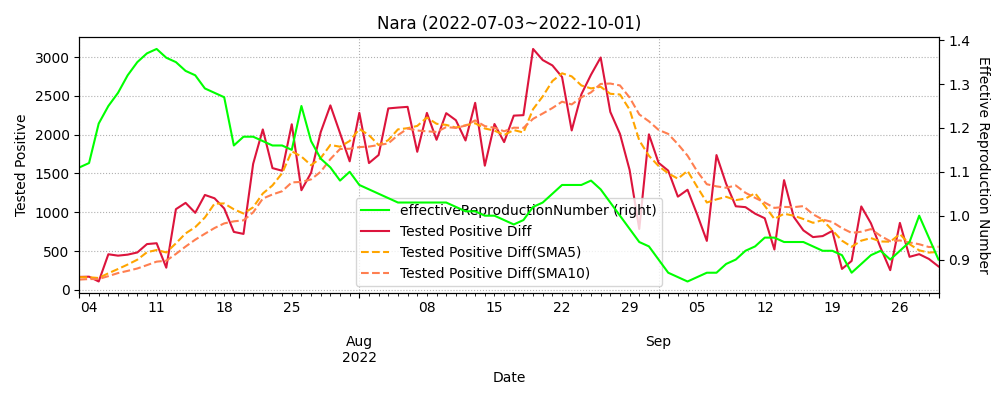 Nara (2022-07-03~2022-10-01)
Tested Positive
3000
2500
2000
1500
1000
500
0
1.4
1.3
1.2
1.1
1.0
0.9
Effective Reproduction Number
effectiveReproductionNumber (right)
Tested Positive Diff
Tested Positive Diff(SMA5)
Tested Positive Diff(SMA10)
04 11 18 25 08 15 22 29 05 12 19 26
Aug Sep
2022
Date